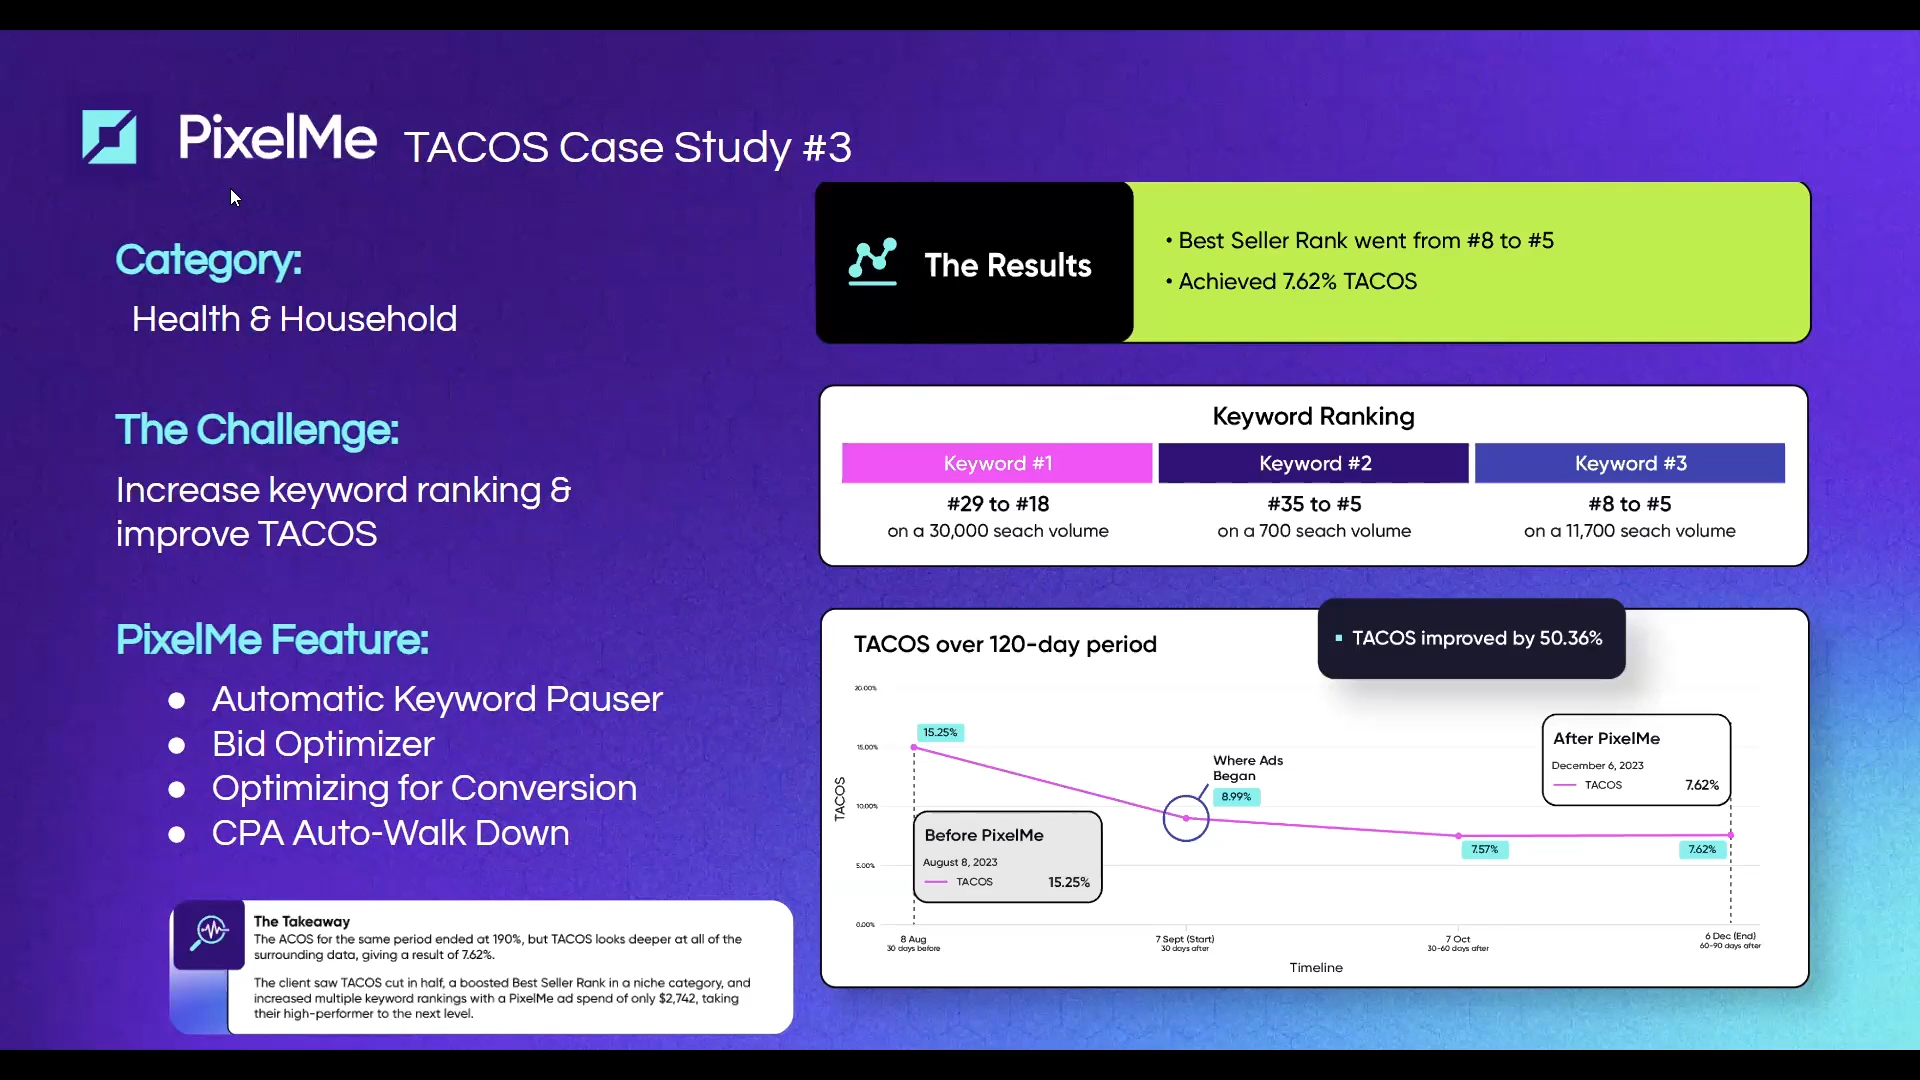 PixelMe TACOS Case Study #3
Category:
Health & Household
The Challenge:
Increase keyword ranking &
improve TACOS
PixelMe Feature:
● Automatic Keyword Pauser
● Bid Optimizer
● Optimizing for Conversion
● CPA Auto-Walk Down
The Takeaway
The ACOS for the same period ended at 190%, but TACOS looks deeper at all of the
surrounding data, giving a result of 7.62%.
The client saw TACOS cut in half, a boosted Best Seller Rank in a niche category, and
increased multiple keyword rankings with a PixelMe ad spend of only $2,742, taking
their high-performer to the next level.
The Results
• Best Seller Rank went from #8 to #5
• Achieved 7.62% TACOS
Keyword Ranking
Keyword #1
#29 to #18
on a 30,000 seach volume
Keyword #2
#35 to #5
on a 700 seach volume
Keyword #3
#8 to #5
on a 11,700 seach volume
TACOS over 120-day period
▪ TACOS improved by 50.36%
TACOS
20.00%
15.00%
10.00%
5.00%
0.00%
15.25%
Before PixelMe
August 8, 2023
TACOS 15.25%
Where Ads
Began
8.99%
7.57%
After PixelMe
December 6, 2023
TACOS 7.62%
7.62%
8 Aug
30 days before
7 Sept (Start)
30 days after
7 Oct
30-60 days after
6 Dec (End)
60-90 days after
Timeline